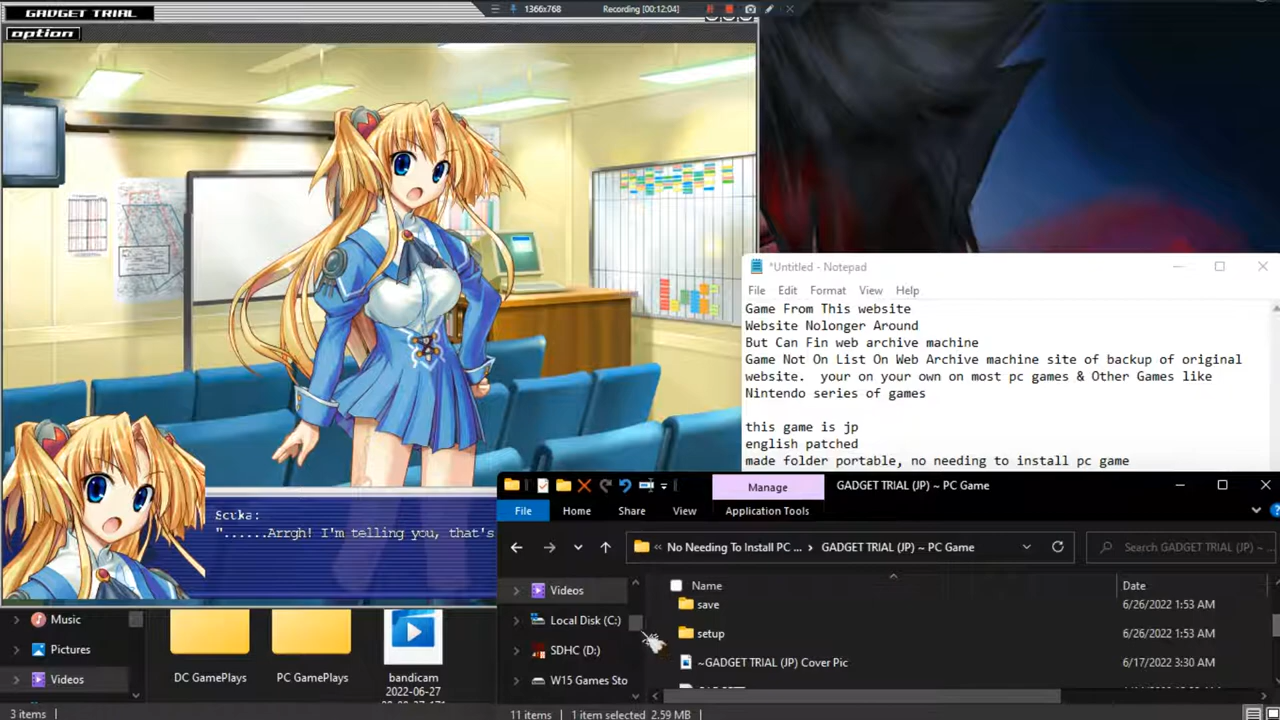 GADGET TRIAL
option
1366x768
Recording [00:12:04]
*Untitled - Notepad
File Edit Format View Help
Game From This website
Website Nolonger Around
But Can Fin web archive machine
Game Not On List On Web Archive machine site of backup of original
website.  your on your own on most pc games & Other Games like
Nintendo series of games
this game is jp
english patched
made folder portable, no needing to install pc game
Manage
GADGET TRIAL (JP) ~ PC Game
File Home Share View Application Tools
« No Needing To Install PC ... › GADGET TRIAL (JP) ~ PC Game
Search GADGET TRIAL (JP) ~...
Name Date
Videos
save 6/26/2022 1:53 AM
Local Disk (C:)
setup 6/26/2022 1:53 AM
SDHC (D:)
~GADGET TRIAL (JP) Cover Pic 6/17/2022 3:30 AM
W15 Games Sto
11 items 1 item selected 2.59 MB
"......Arrgh! I'm telling you, that's
Music
Pictures
Videos
DC GamePlays
PC GamePlays
bandicam
2022-06-27
3 items